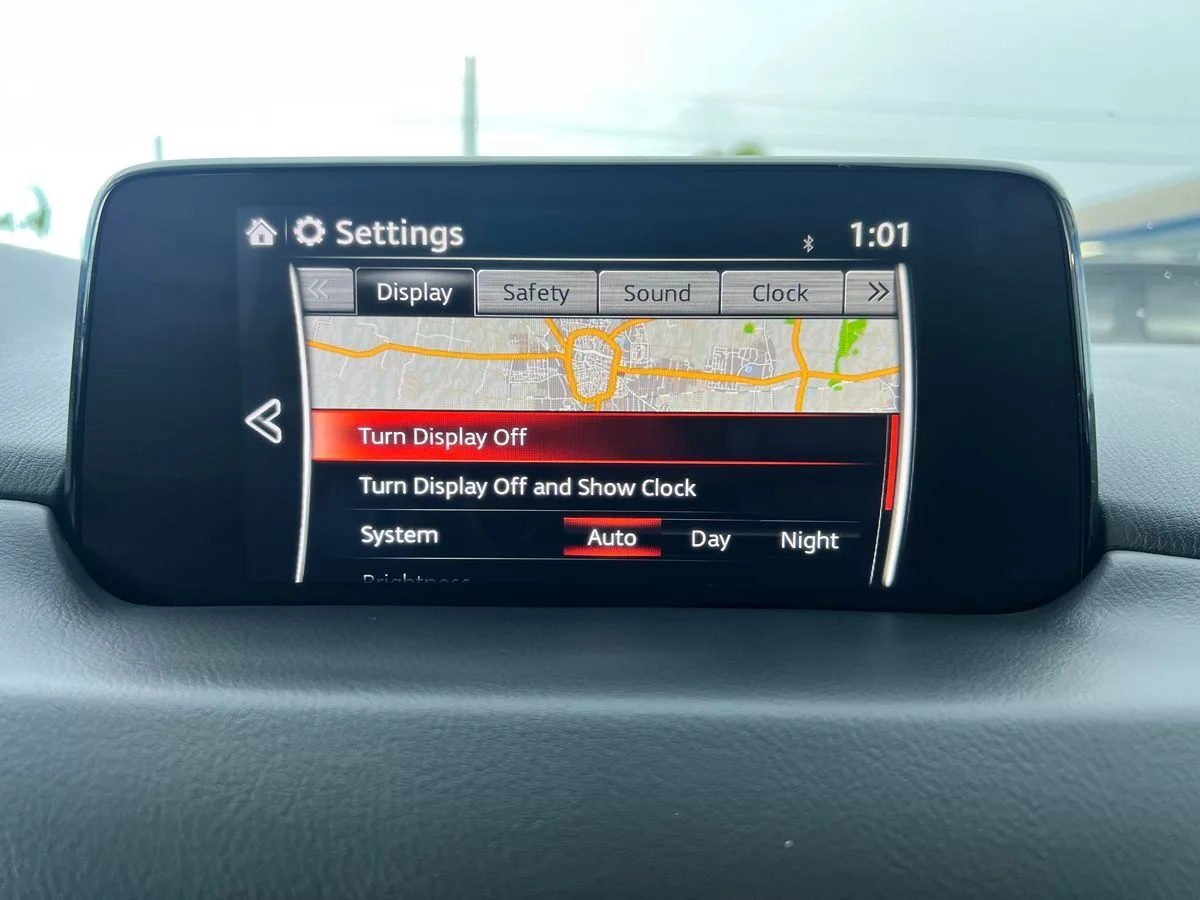 Settings 1:01
« Display Safety Sound Clock »
Turn Display Off
Turn Display Off and Show Clock
System Auto Day Night
Brightness